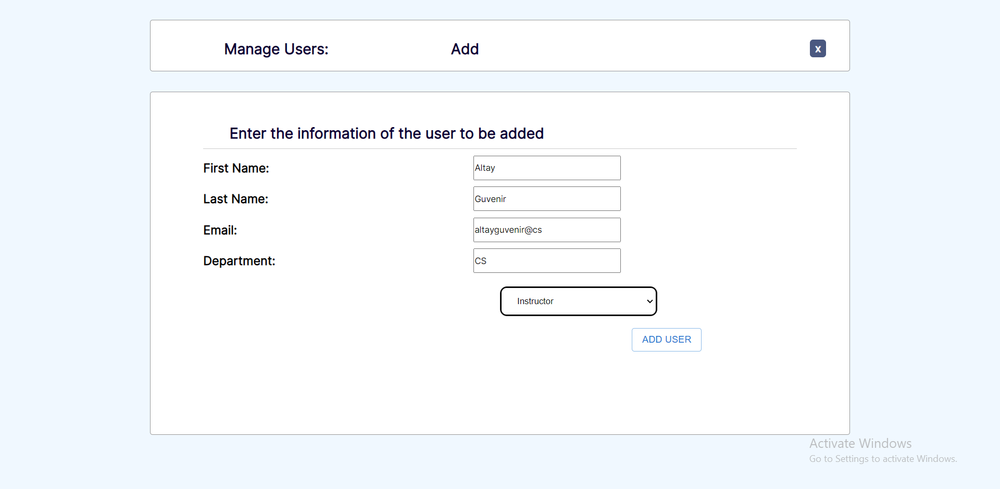 Manage Users: Add x
Enter the information of the user to be added
First Name: Altay
Last Name: Guvenir
Email: altayguvenir@cs
Department: CS
Instructor
ADD USER
Activate Windows
Go to Settings to activate Windows.